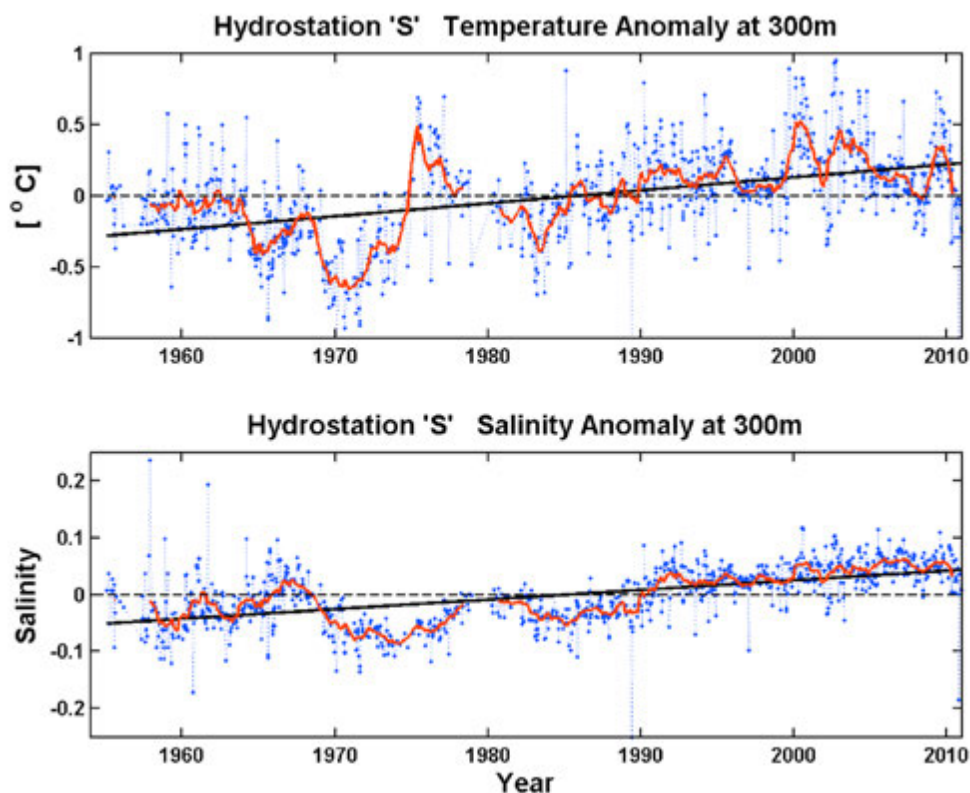 Hydrostation 'S' Temperature Anomaly at 300m
1
0.5
0
-0.5
-1
[ ° C]
1960 1970 1980 1990 2000 2010
Hydrostation 'S' Salinity Anomaly at 300m
0.2
0.1
0
-0.1
-0.2
Salinity
1960 1970 1980 1990 2000 2010
Year